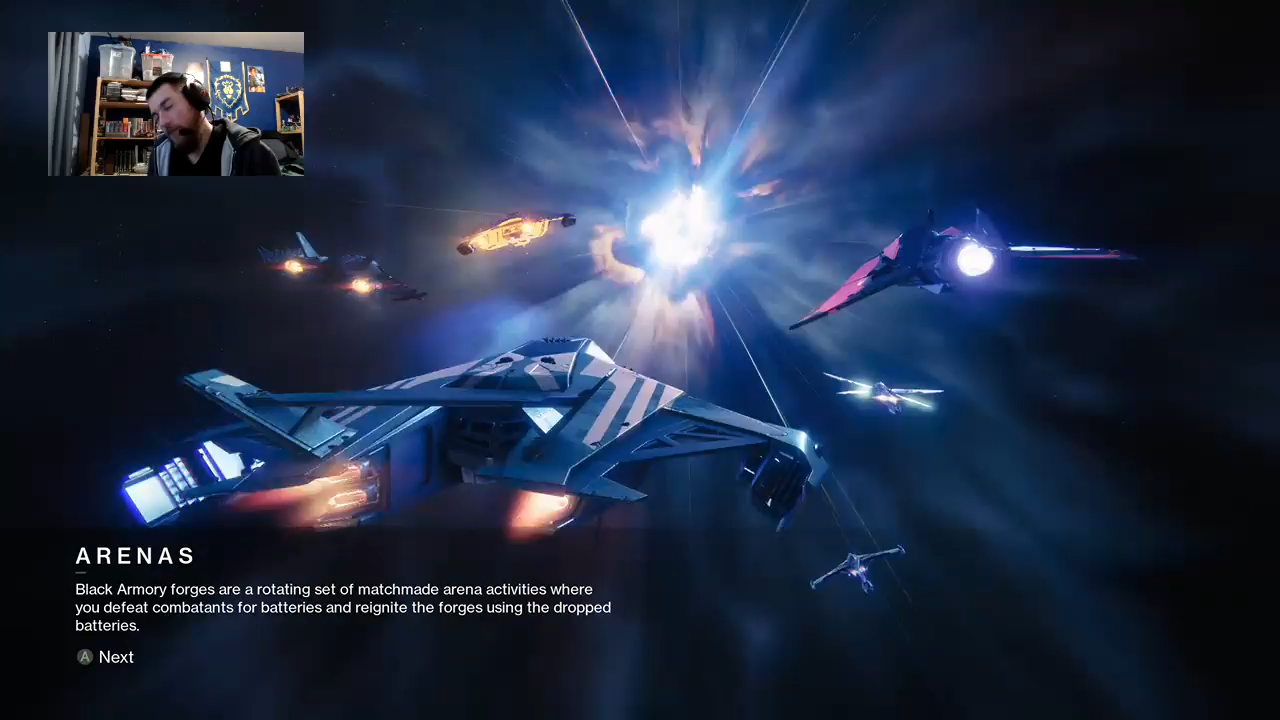 ARENAS
Black Armory forges are a rotating set of matchmade arena activities where
you defeat combatants for batteries and reignite the forges using the dropped
batteries.
A Next